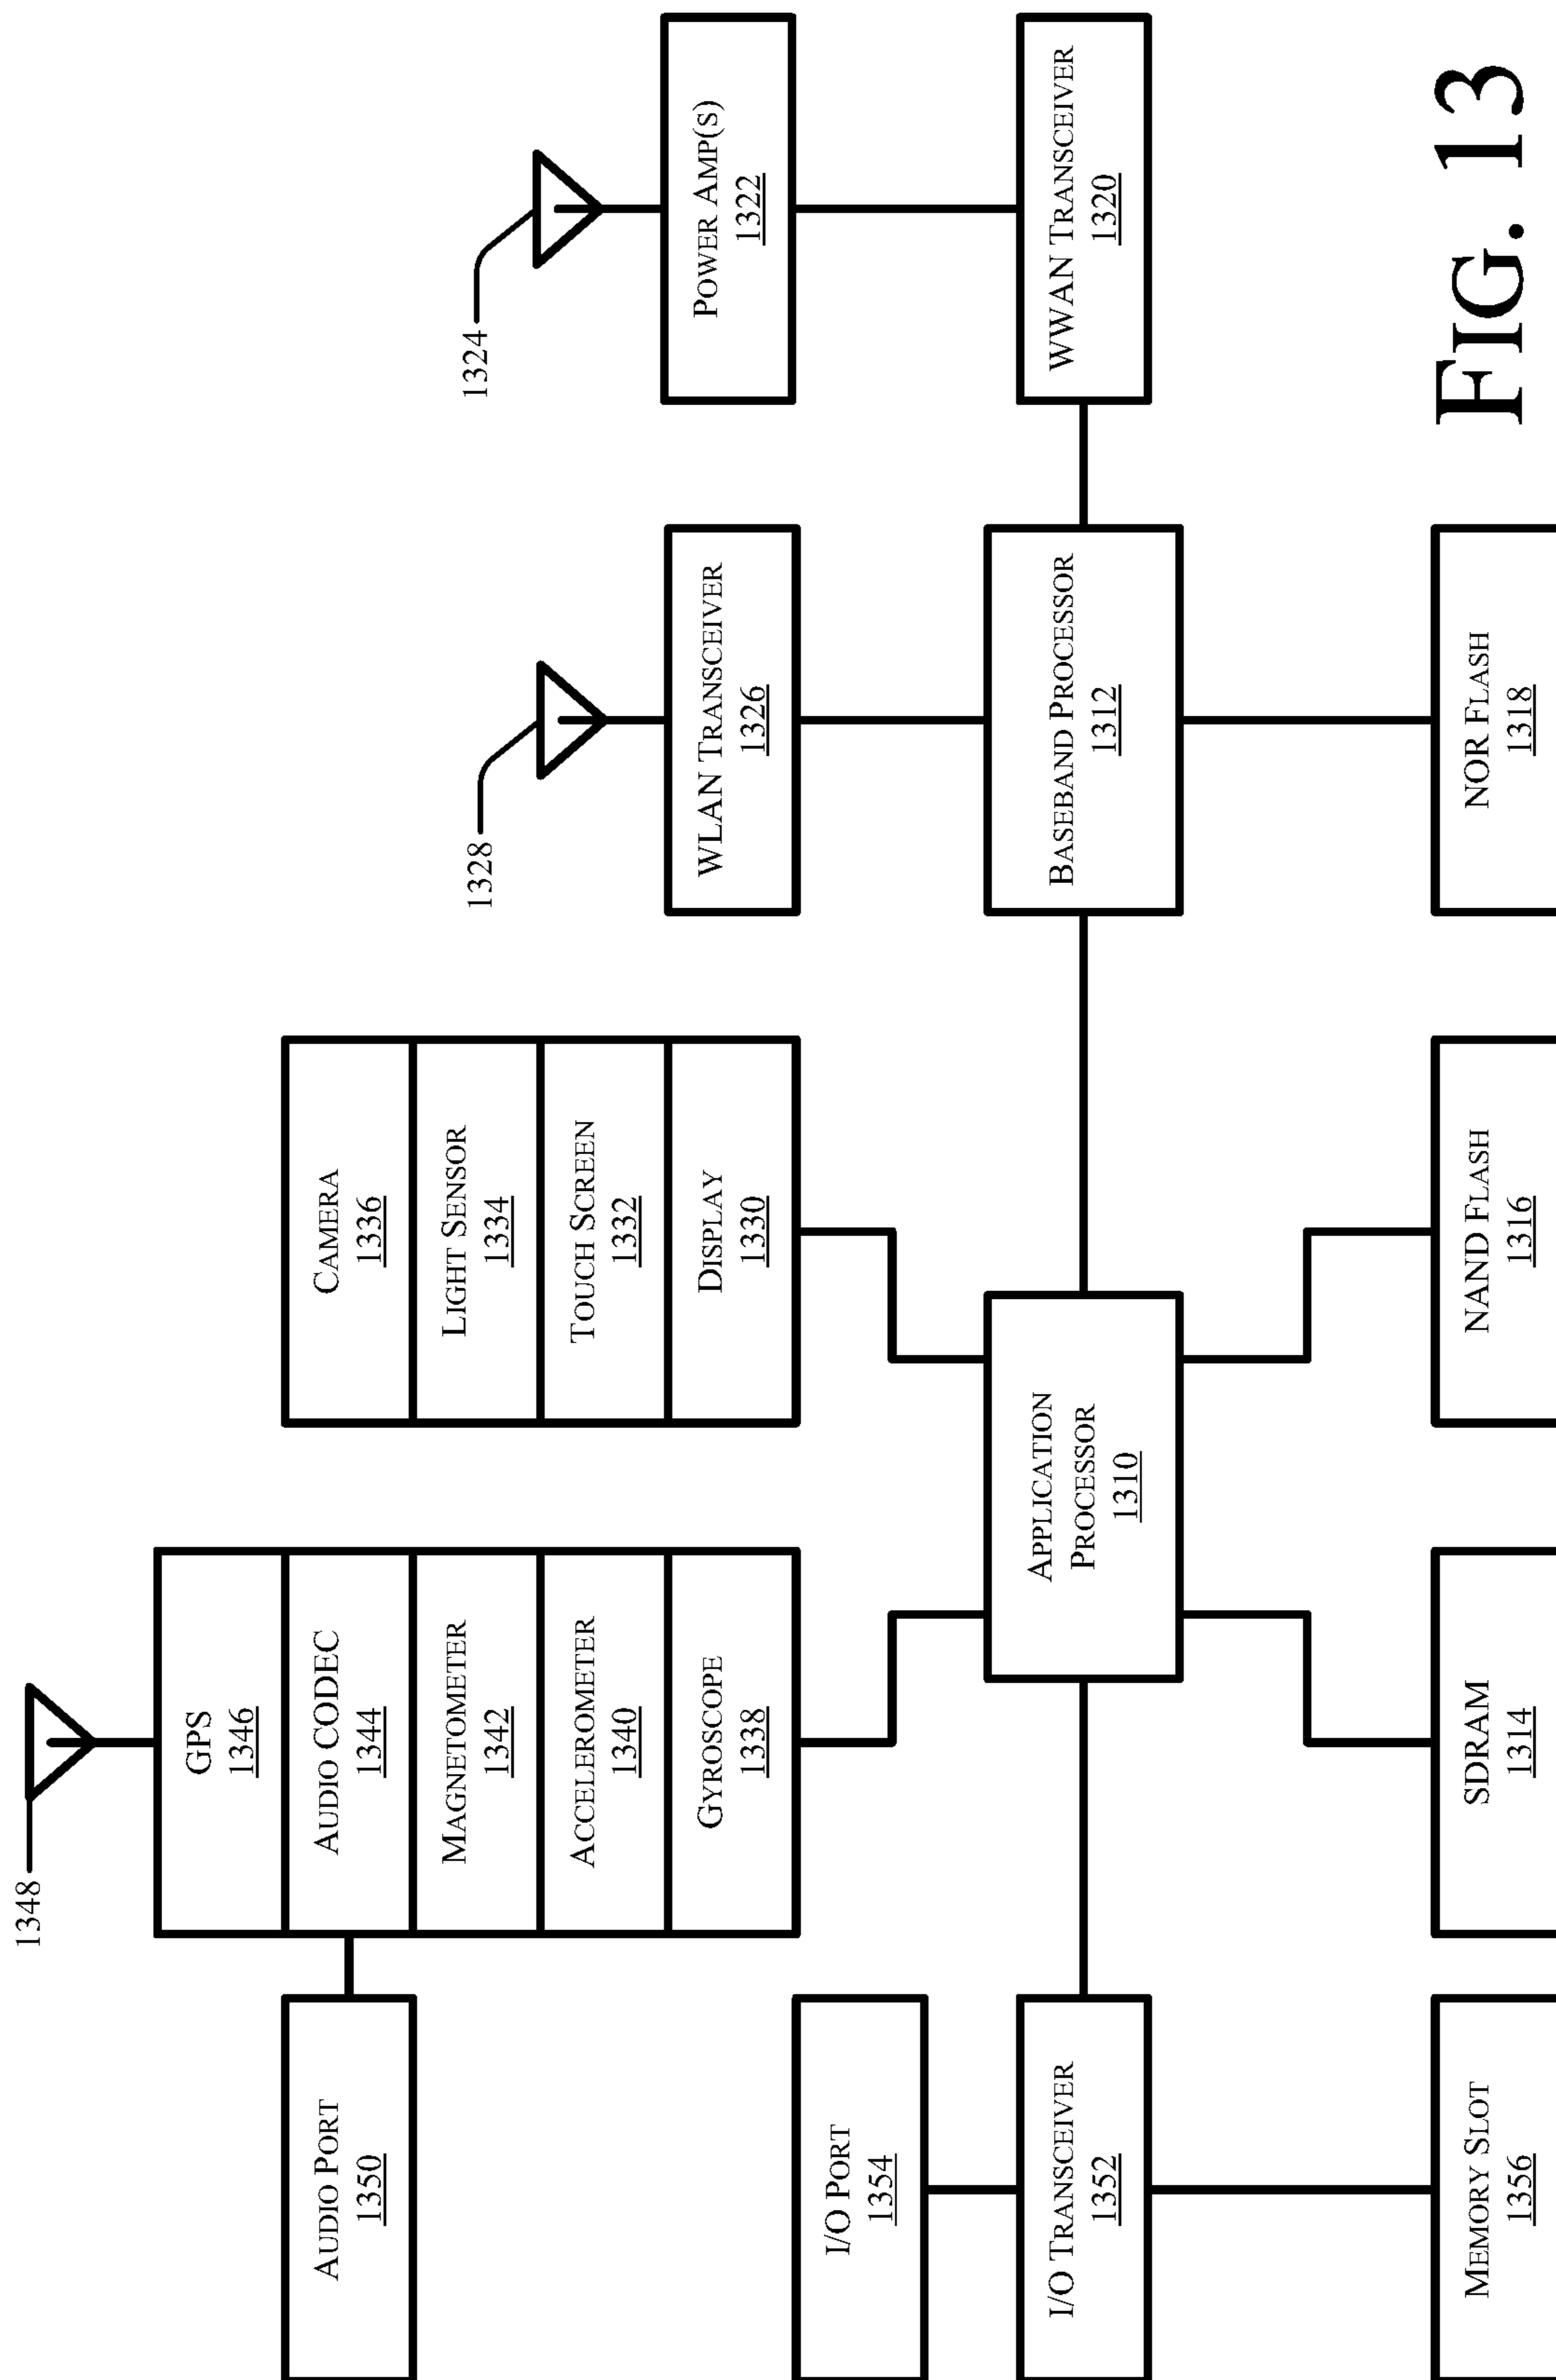 1348
GPS
1346
AUDIO CODEC
1344
MAGNETOMETER
1342
ACCELEROMETER
1340
GYROSCOPE
1338
AUDIO PORT
1350
CAMERA
1336
LIGHT SENSOR
1334
TOUCH SCREEN
1332
DISPLAY
1330
1328
WLAN TRANSCEIVER
1326
1324
POWER AMP(S)
1322
I/O PORT
1354
I/O TRANSCEIVER
1352
APPLICATION
PROCESSOR
1310
BASEBAND PROCESSOR
1312
WWAN TRANSCEIVER
1320
MEMORY SLOT
1356
SDRAM
1314
NAND FLASH
1316
NOR FLASH
1318
FIG. 13